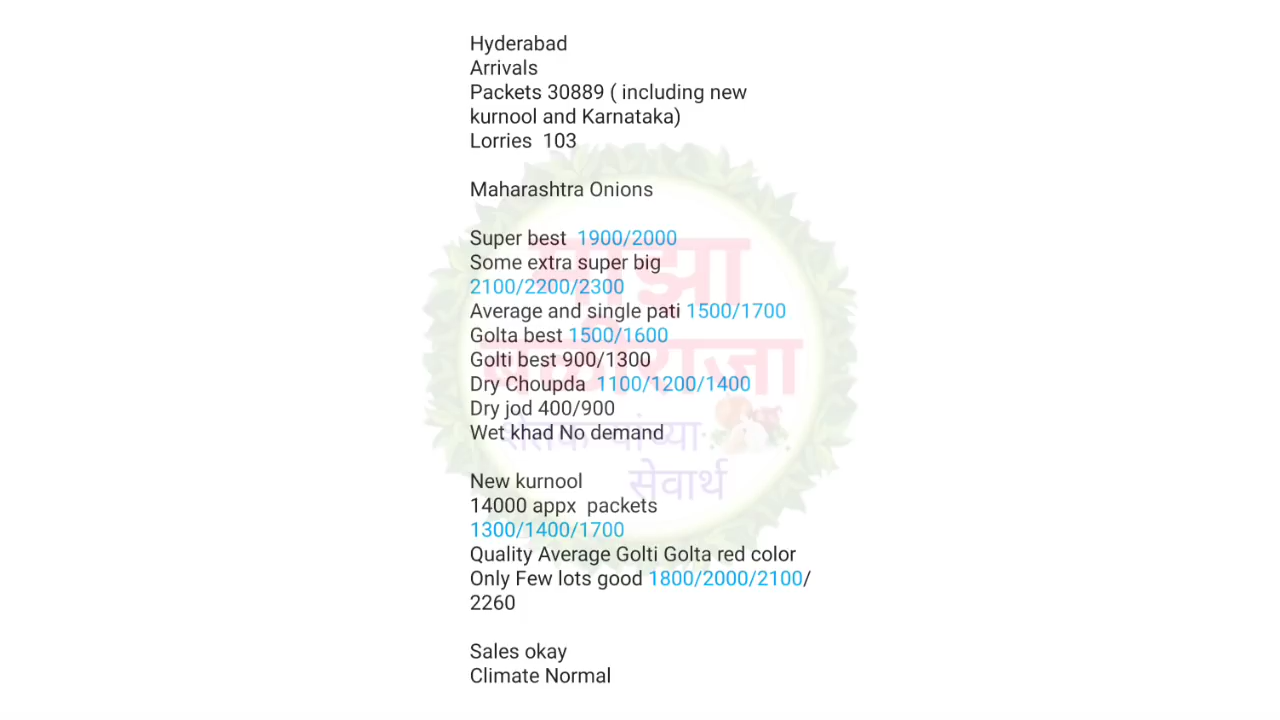 Hyderabad
Arrivals
Packets 30889 ( including new
kurnool and Karnataka)
Lorries  103
Maharashtra Onions
Super best  1900/2000
Some extra super big
2100/2200/2300
Average and single pati 1500/1700
Golta best 1500/1600
Golti best 900/1300
Dry Choupda  1100/1200/1400
Dry jod 400/900
Wet khad No demand
New kurnool
14000 appx  packets
1300/1400/1700
Quality Average Golti Golta red color
Only Few lots good 1800/2000/2100/
2260
Sales okay
Climate Normal
माझा
बळीराजा
शेतकऱ्यांच्या
सेवार्थ